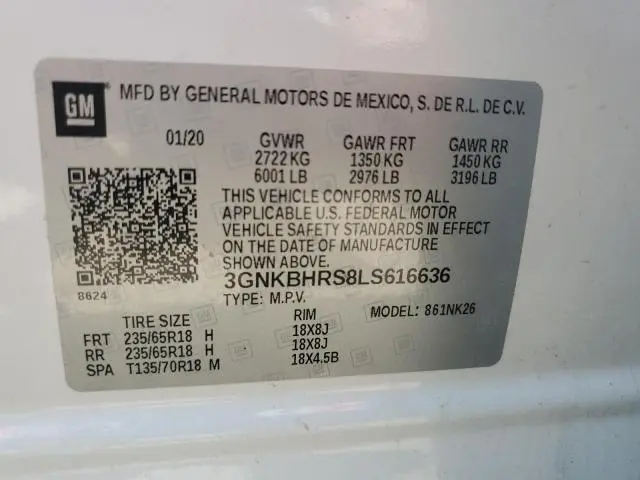 GM
MFD BY GENERAL MOTORS DE MEXICO, S. DE R.L. DE C.V.
01/20 GVWR GAWR FRT GAWR RR
2722 KG 1350 KG 1450 KG
6001 LB 2976 LB 3196 LB
THIS VEHICLE CONFORMS TO ALL
APPLICABLE U.S. FEDERAL MOTOR
VEHICLE SAFETY STANDARDS IN EFFECT
ON THE DATE OF MANUFACTURE
SHOWN ABOVE.
3GNKBHRS8LS616636
8624
TYPE: M.P.V. MODEL: 861NK26
TIRE SIZE RIM
FRT 235/65R18 H 18X8J
RR 235/65R18 H 18X8J
SPA T135/70R18 M 18X4.5B